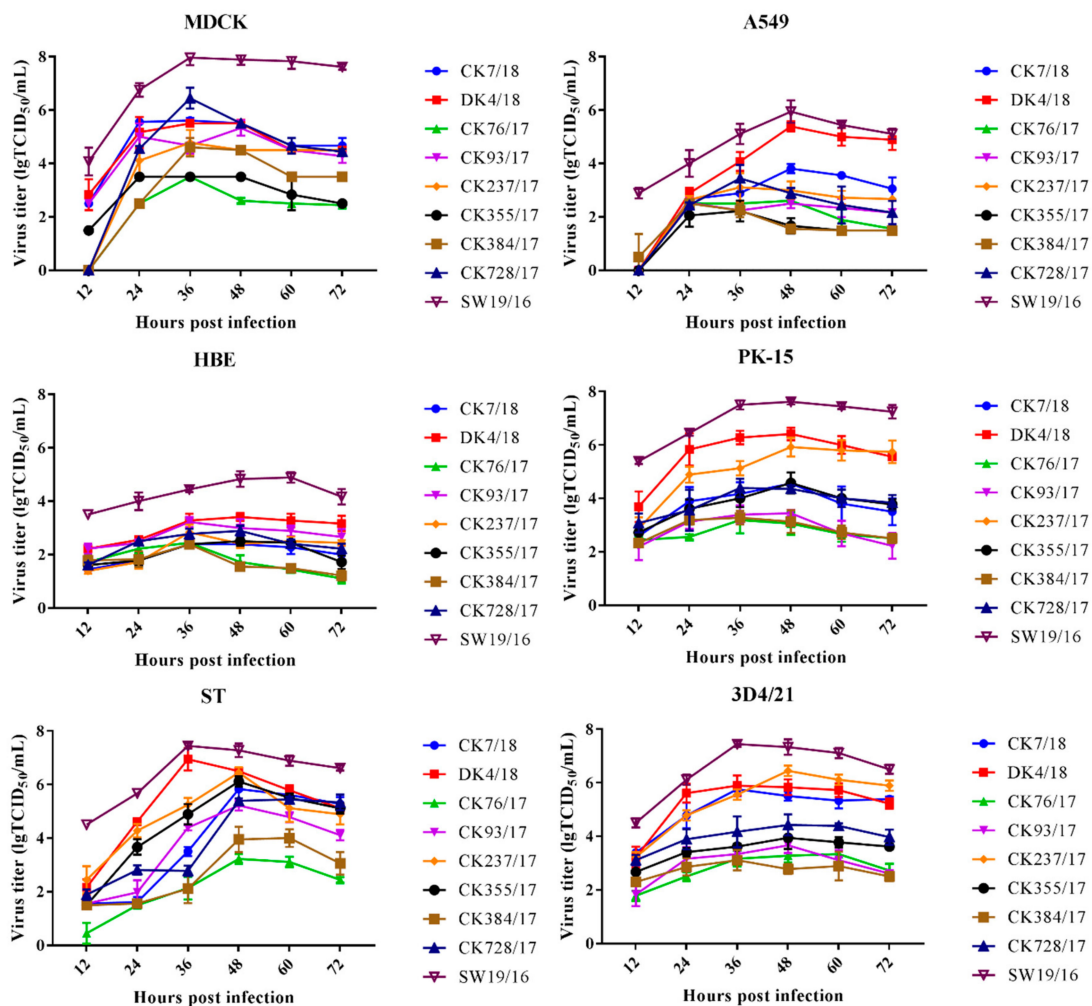 MDCK
Virus titer (lgTCID50/mL)
8
6
4
2
0
12
24
36
48
60
72
Hours post infection
CK7/18
DK4/18
CK76/17
CK93/17
CK237/17
CK355/17
CK384/17
CK728/17
SW19/16
A549
Virus titer (lgTCID50/mL)
8
6
4
2
0
12
24
36
48
60
72
Hours post infection
CK7/18
DK4/18
CK76/17
CK93/17
CK237/17
CK355/17
CK384/17
CK728/17
SW19/16
HBE
Virus titer (lgTCID50/mL)
8
6
4
2
0
12
24
36
48
60
72
Hours post infection
CK7/18
DK4/18
CK76/17
CK93/17
CK237/17
CK355/17
CK384/17
CK728/17
SW19/16
PK-15
Virus titer (lgTCID50/mL)
8
6
4
2
0
12
24
36
48
60
72
Hours post infection
CK7/18
DK4/18
CK76/17
CK93/17
CK237/17
CK355/17
CK384/17
CK728/17
SW19/16
ST
Virus titer (lgTCID50/mL)
8
6
4
2
0
12
24
36
48
60
72
Hours post infection
CK7/18
DK4/18
CK76/17
CK93/17
CK237/17
CK355/17
CK384/17
CK728/17
SW19/16
3D4/21
Virus titer (lgTCID50/mL)
8
6
4
2
0
12
24
36
48
60
72
Hours post infection
CK7/18
DK4/18
CK76/17
CK93/17
CK237/17
CK355/17
CK384/17
CK728/17
SW19/16